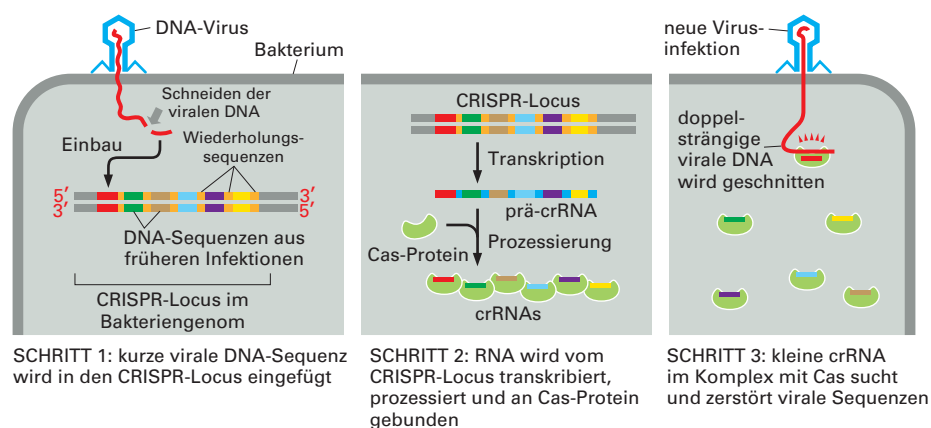 DNA-Virus
Bakterium
Schneiden der
viralen DNA
Einbau
Wiederholungs-
sequenzen
5′ 3′
3′ 5′
DNA-Sequenzen aus
früheren Infektionen
CRISPR-Locus im
Bakteriengenom
SCHRITT 1: kurze virale DNA-Sequenz
wird in den CRISPR-Locus eingefügt
CRISPR-Locus
Transkription
prä-crRNA
Cas-Protein
Prozessierung
crRNAs
SCHRITT 2: RNA wird vom
CRISPR-Locus transkribiert,
prozessiert und an Cas-Protein
gebunden
neue Virus-
infektion
doppel-
strängige
virale DNA
wird geschnitten
SCHRITT 3: kleine crRNA
im Komplex mit Cas sucht
und zerstört virale Sequenzen